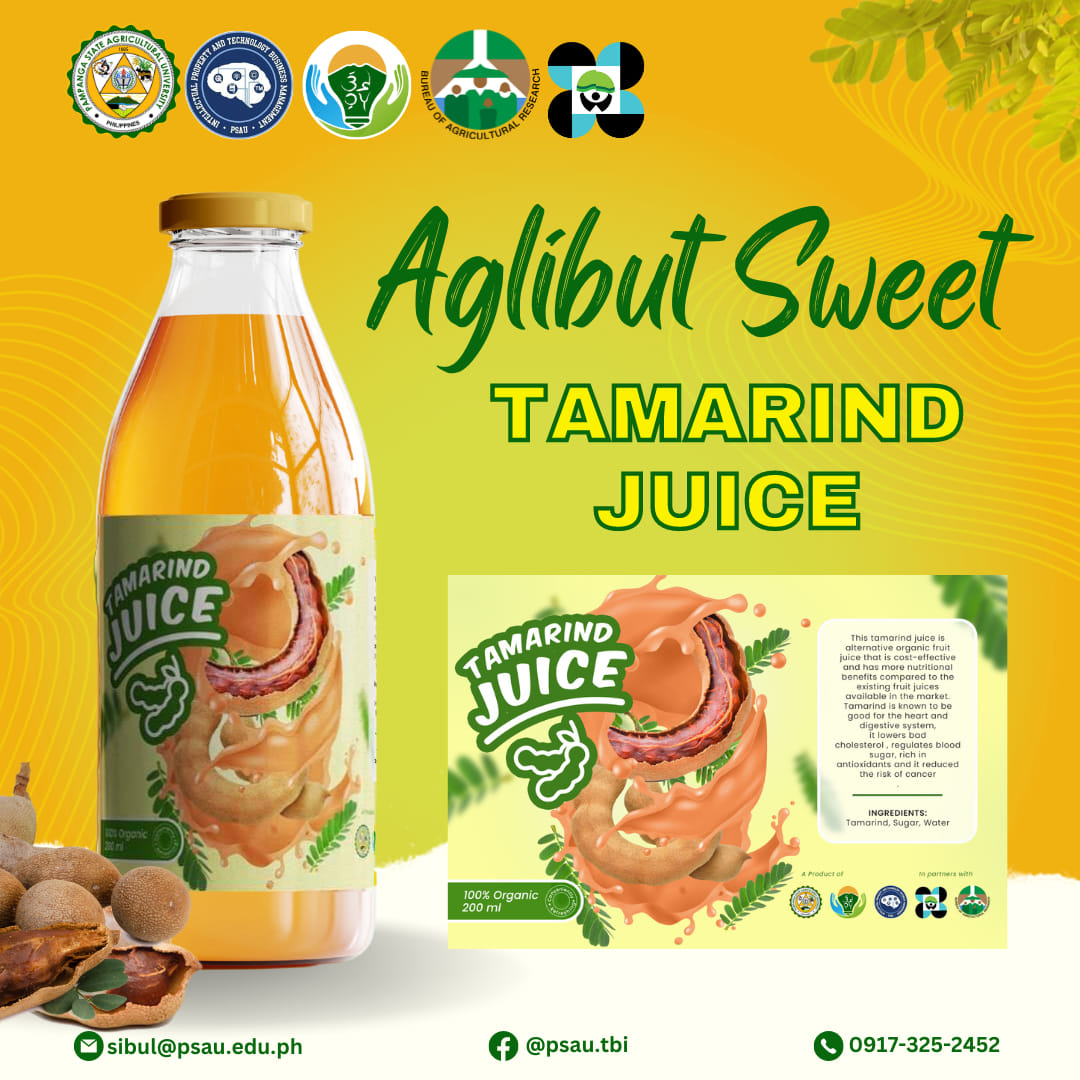 PAMPANGA STATE AGRICULTURAL UNIVERSITY
PHILIPPINES
INTELLECTUAL PROPERTY AND TECHNOLOGY BUSINESS MANAGEMENT
• PSAU •
TM
BUREAU OF AGRICULTURAL RESEARCH
Aglibut Sweet
TAMARIND
JUICE
TAMARIND
JUICE
100% Organic
200 ml
TAMARIND
JUICE
100% Organic
200 ml
This tamarind juice is
alternative organic fruit
juice that is cost-effective
and has more nutritional
benefits compared to the
existing fruit juices
available in the market.
Tamarind is known to be
good for the heart and
digestive system,
it lowers bad
cholesterol , regulates blood
sugar, rich in
antioxidants and it reduced
the risk of cancer
.
INGREDIENTS:
Tamarind, Sugar, Water
A Product of
In partners with
sibul@psau.edu.ph
@psau.tbi
0917-325-2452